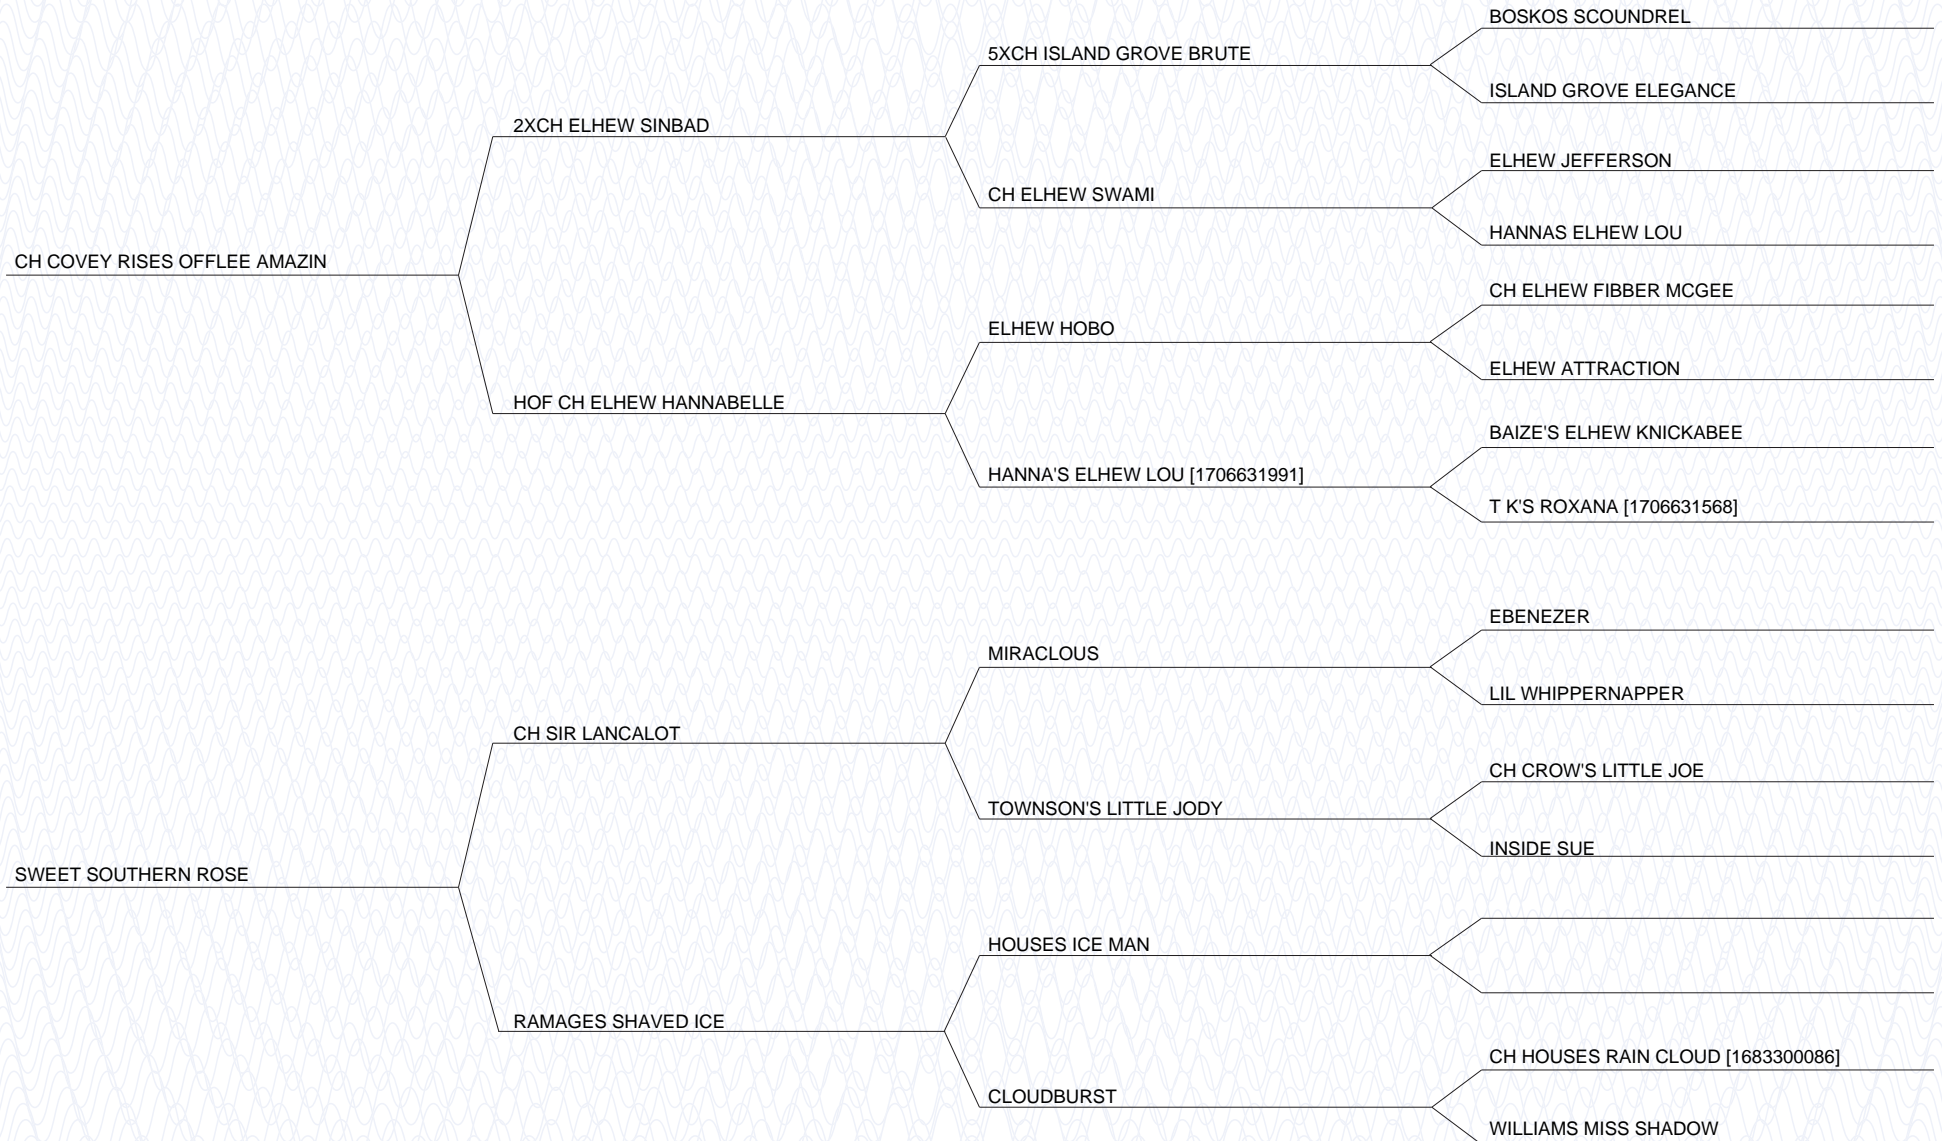 BOSKOS SCOUNDREL
5XCH ISLAND GROVE BRUTE
ISLAND GROVE ELEGANCE
2XCH ELHEW SINBAD
ELHEW JEFFERSON
CH ELHEW SWAMI
HANNAS ELHEW LOU
CH COVEY RISES OFFLEE AMAZIN
CH ELHEW FIBBER MCGEE
ELHEW HOBO
ELHEW ATTRACTION
HOF CH ELHEW HANNABELLE
BAIZE'S ELHEW KNICKABEE
HANNA'S ELHEW LOU [1706631991]
T K'S ROXANA [1706631568]
EBENEZER
MIRACLOUS
LIL WHIPPERNAPPER
CH SIR LANCALOT
CH CROW'S LITTLE JOE
TOWNSON'S LITTLE JODY
INSIDE SUE
SWEET SOUTHERN ROSE
HOUSES ICE MAN
RAMAGES SHAVED ICE
CH HOUSES RAIN CLOUD [1683300086]
CLOUDBURST
WILLIAMS MISS SHADOW